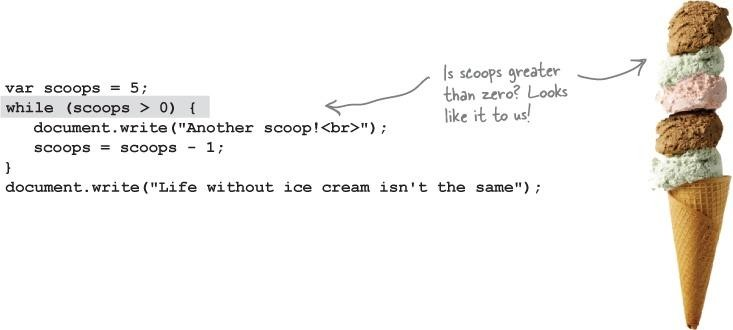 var scoops = 5;
while (scoops > 0) {
   document.write("Another scoop!<br>");
   scoops = scoops - 1;
}
document.write("Life without ice cream isn't the same");
Is scoops greater
than zero? Looks
like it to us!